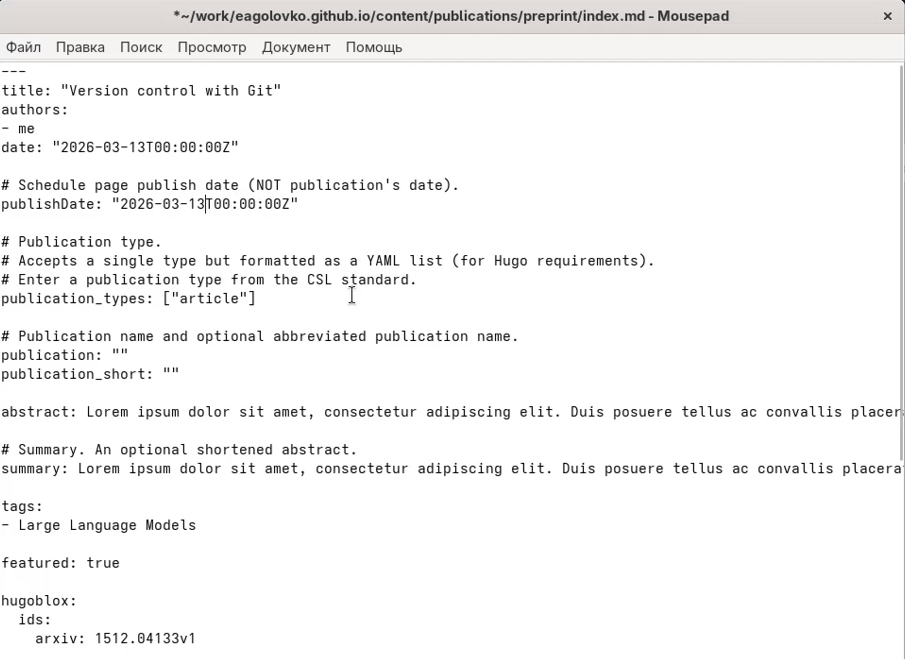 *~/work/eagolovko.github.io/content/publications/preprint/index.md - Mousepad
Файл Правка Поиск Просмотр Документ Помощь
---
title: "Version control with Git"
authors:
- me
date: "2026-03-13T00:00:00Z"
# Schedule page publish date (NOT publication's date).
publishDate: "2026-03-13T00:00:00Z"
# Publication type.
# Accepts a single type but formatted as a YAML list (for Hugo requirements).
# Enter a publication type from the CSL standard.
publication_types: ["article"]
# Publication name and optional abbreviated publication name.
publication: ""
publication_short: ""
abstract: Lorem ipsum dolor sit amet, consectetur adipiscing elit. Duis posuere tellus ac convallis placer
# Summary. An optional shortened abstract.
summary: Lorem ipsum dolor sit amet, consectetur adipiscing elit. Duis posuere tellus ac convallis placera
tags:
- Large Language Models
featured: true
hugoblox:
  ids:
    arxiv: 1512.04133v1